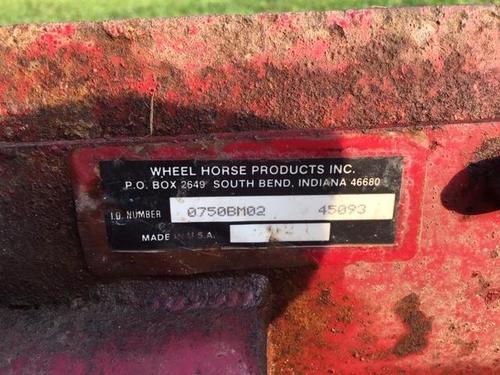 WHEEL HORSE PRODUCTS INC.
P.O. BOX 2649 SOUTH BEND, INDIANA 46680
I.D. NUMBER 0750BM02 45093
MADE IN U.S.A.